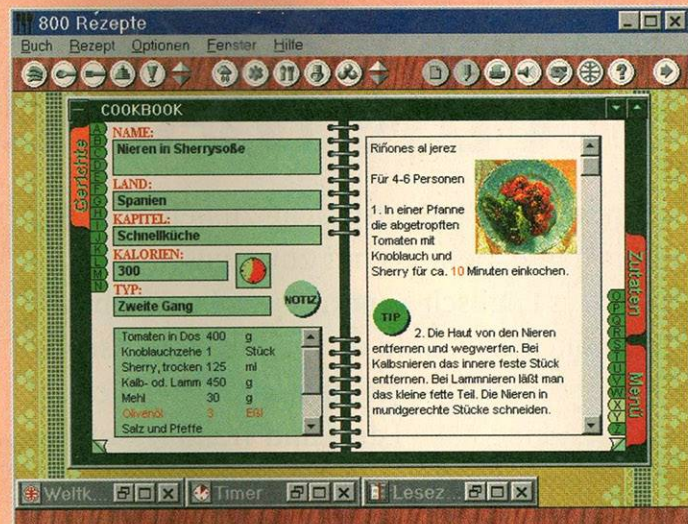 800 Rezepte
Buch Rezept Optionen Fenster Hilfe
COOKBOOK
Gerichte
A
B
C
D
E
F
G
H
I
J
K
L
M
N
NAME:
Nieren in Sherrysoße
LAND:
Spanien
KAPITEL:
Schnellküche
KALORIEN:
300
TYP:
Zweite Gang
NOTIZ
Tomaten in Dos 400 g
Knoblauchzehe 1 Stück
Sherry, trocken 125 ml
Kalb- od. Lamm 450 g
Mehl 30 g
Olivenöl 3 Eßl
Salz und Pfeffe
Riñones al jerez
Für 4-6 Personen
1. In einer Pfanne
die abgetropften
Tomaten mit
Knoblauch und
Sherry für ca. 10 Minuten einkochen.
TIP
2. Die Haut von den Nieren
entfernen und wegwerfen. Bei
Kalbsnieren das innere feste Stück
entfernen. Bei Lammnieren läßt man
das kleine fette Teil. Die Nieren in
mundgerechte Stücke schneiden.
Zutaten
O
P
Q
R
S
T
U
V
W
X
Y
Z
Menü
Weltk... Timer Lesez...